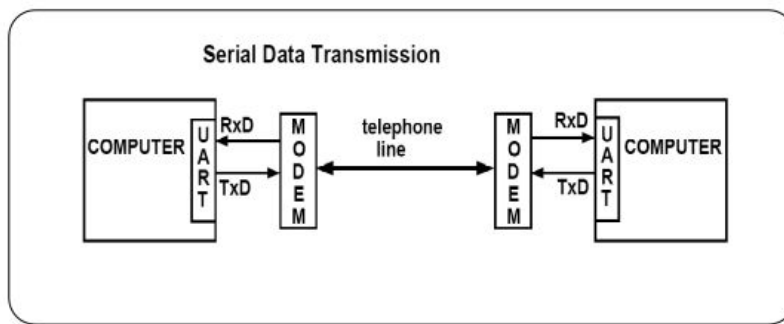 Serial Data Transmission
COMPUTER
UART
RxD
TxD
MODEM
telephone
line
MODEM
RxD
TxD
UART
COMPUTER